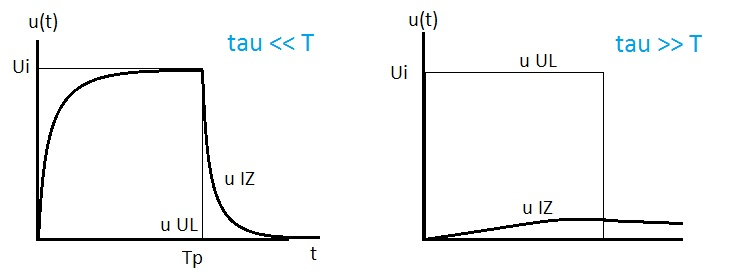 u(t)
tau << T
Ui
u IZ
u UL
Tp
t
u(t)
tau >> T
u UL
Ui
u IZ